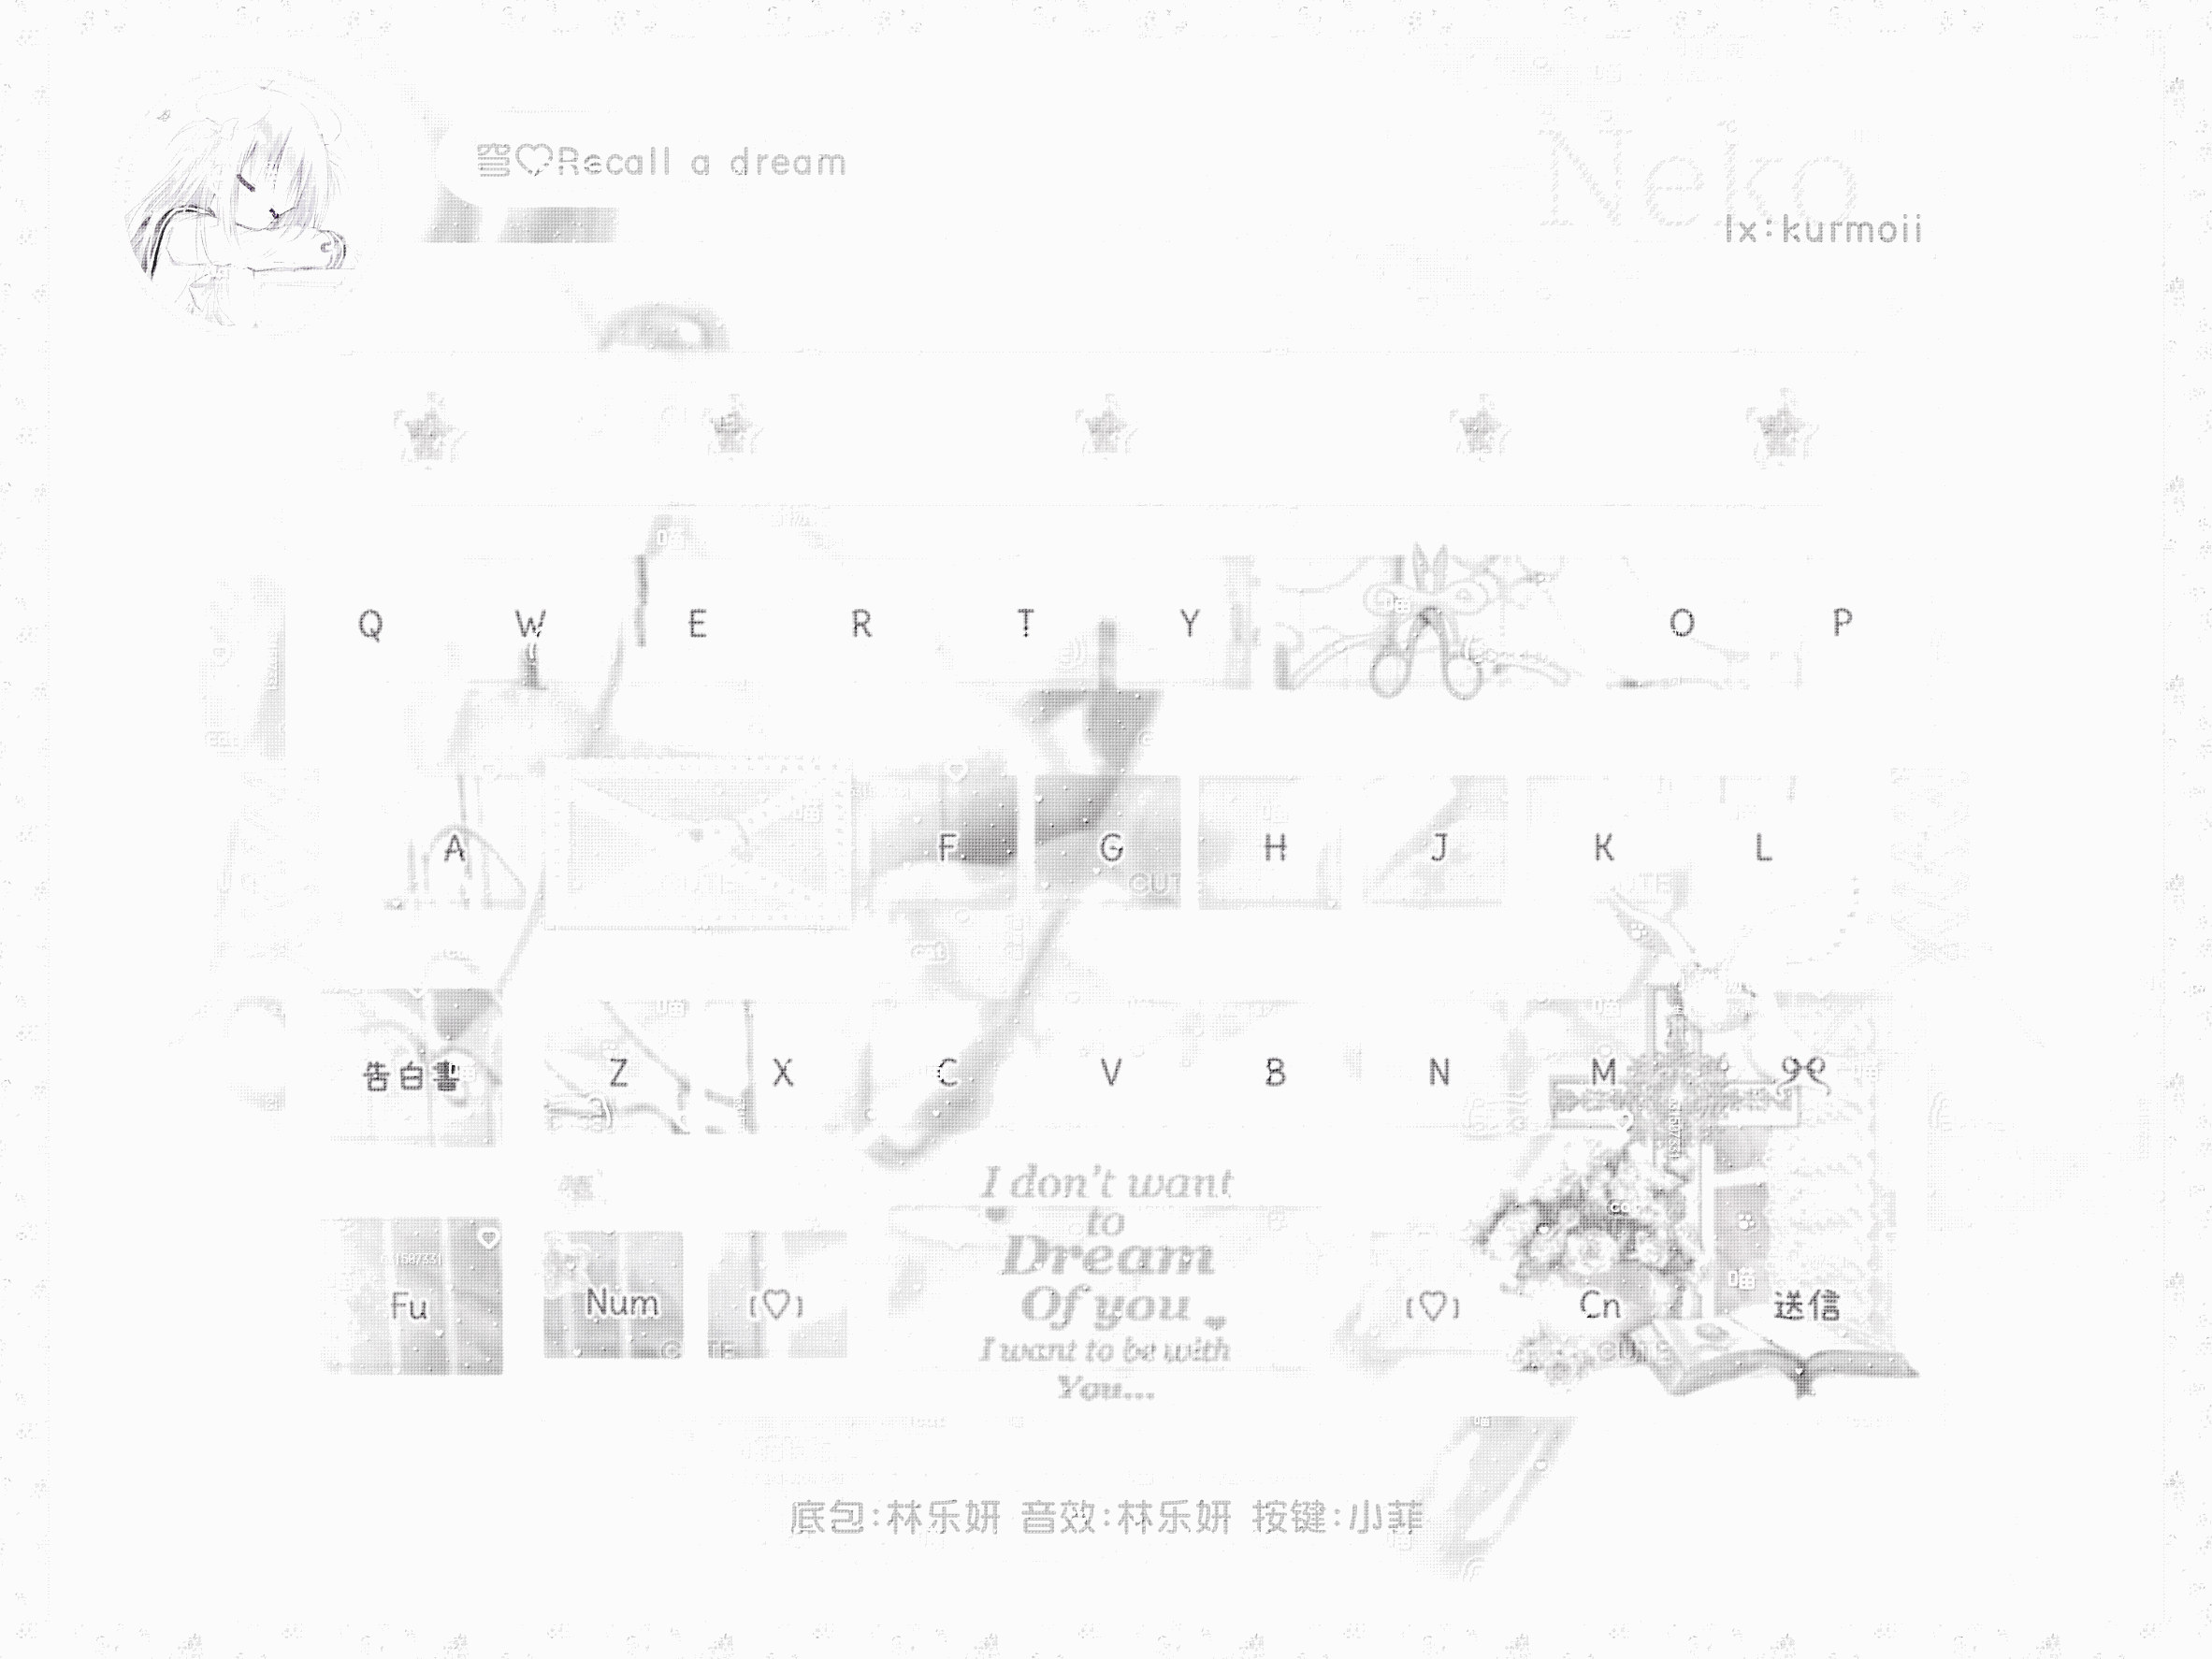 穹♡Recall a dream
Neko
lx:kurmoii
Q W E R T Y O P
A F G H J K L
告白書 Z X C V B N M
I don't want
to
Dream
Of you
I want to be with
You...
Fu Num (♡) (♡) Cn 送信
底包:林乐妍 音效:林乐妍 按键:小菲